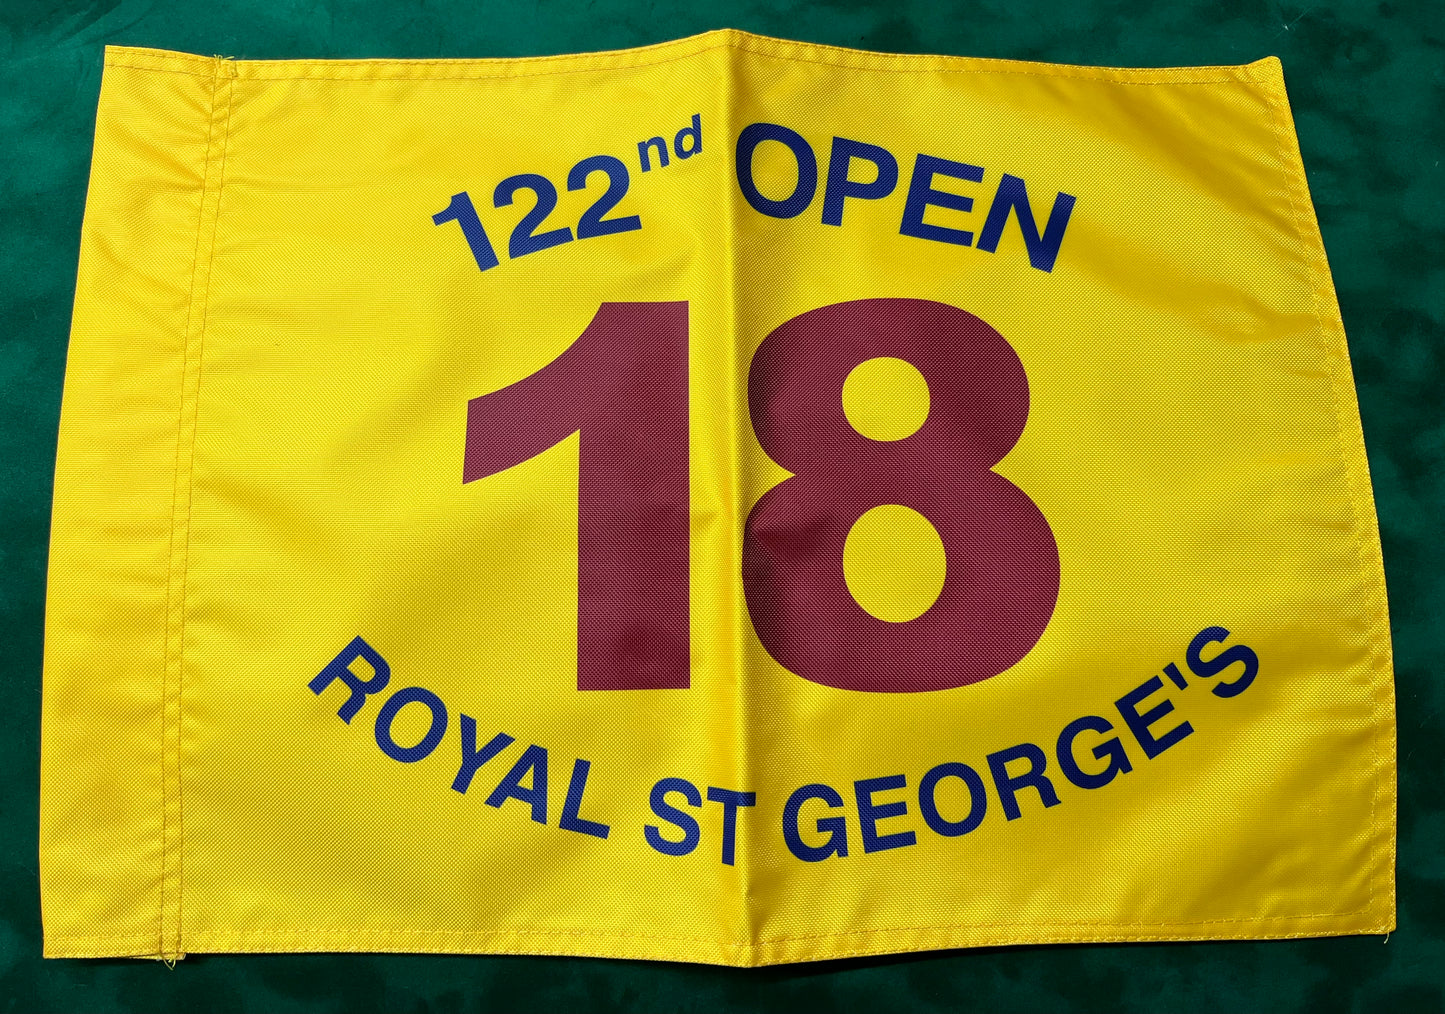 122nd OPEN
18
ROYAL ST GEORGE'S